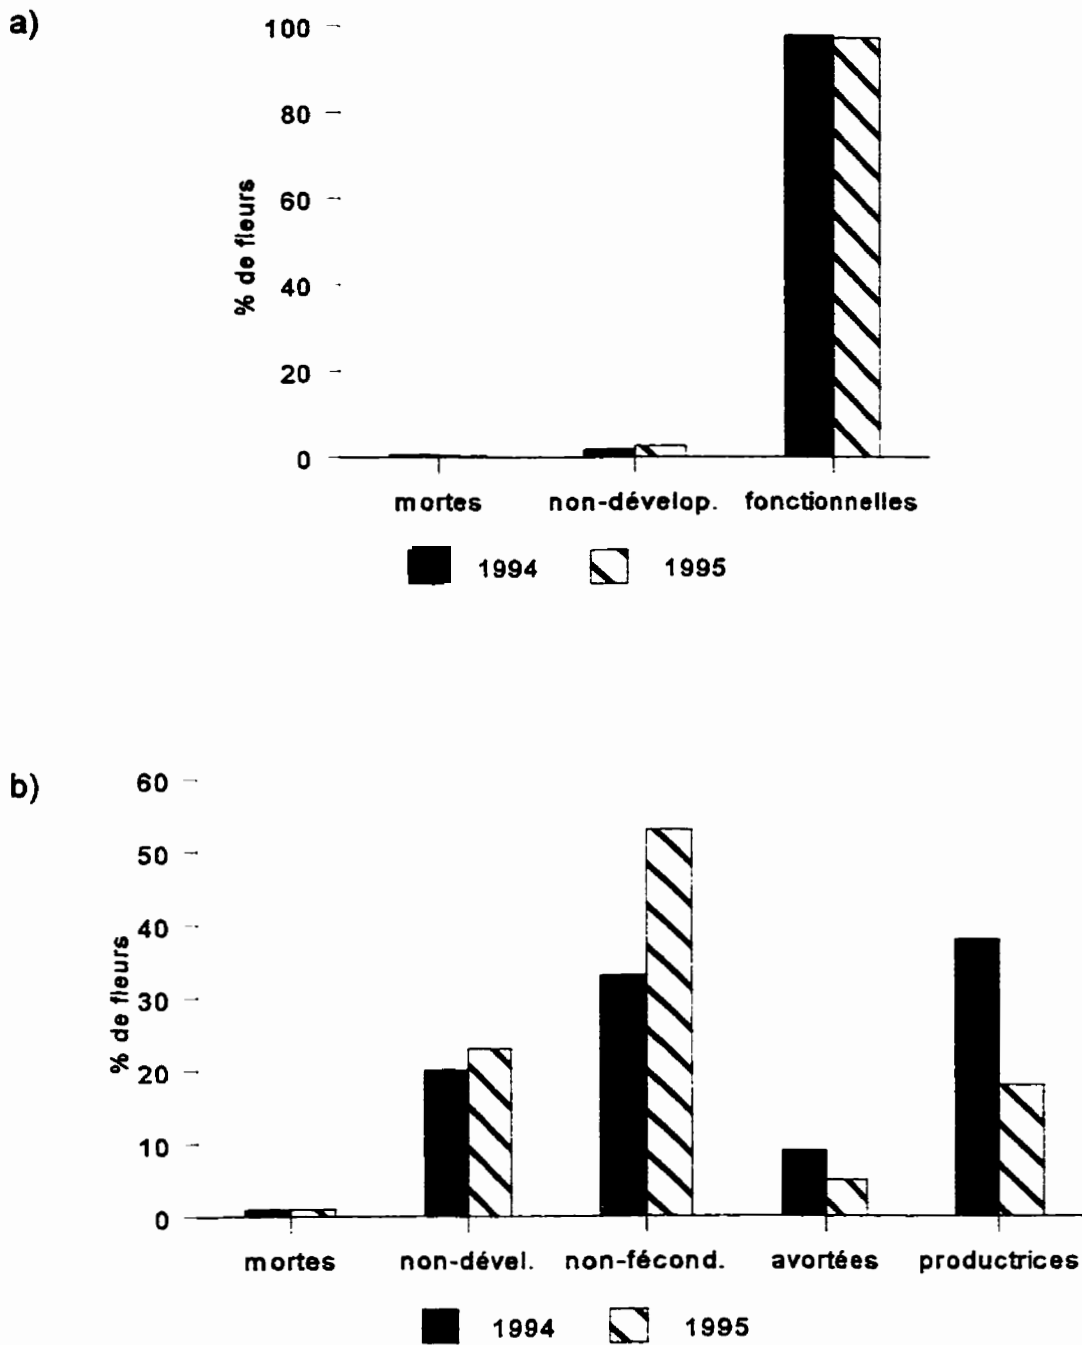 a)
100
80
60
40
20
0
% de fleurs
mortes non-dévelop. fonctionnelles
1994 1995
b)
60
50
40
30
20
10
0
% de fleurs
mortes non-dével. non-fécond. avortées productrices
1994 1995